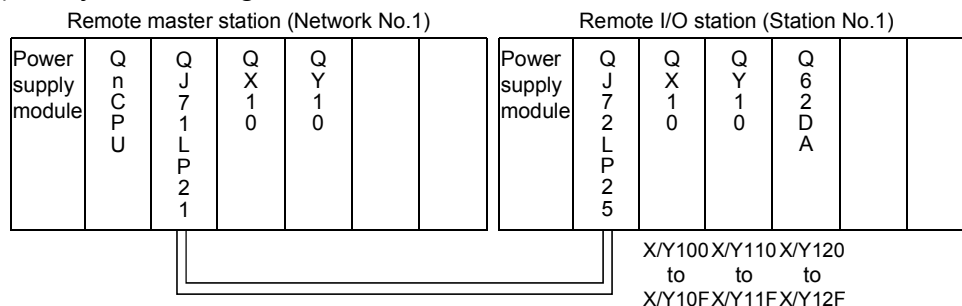 Remote master station (Network No.1)
Remote I/O station (Station No.1)
Power supply module
QnCPU
QJ71LP21
QX10
QY10
Power supply module
QJ72LP25
QX10
QY10
Q62DA
X/Y100 to X/Y10F
X/Y110 to X/Y11F
X/Y120 to X/Y12F